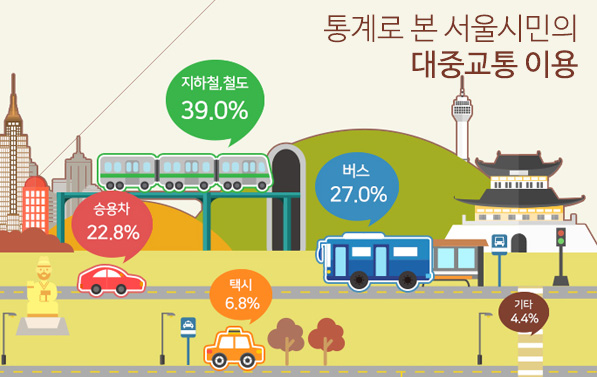 통계로 본 서울시민의
대중교통 이용
지하철,철도
39.0%
버스
27.0%
승용차
22.8%
택시
6.8%
기타
4.4%